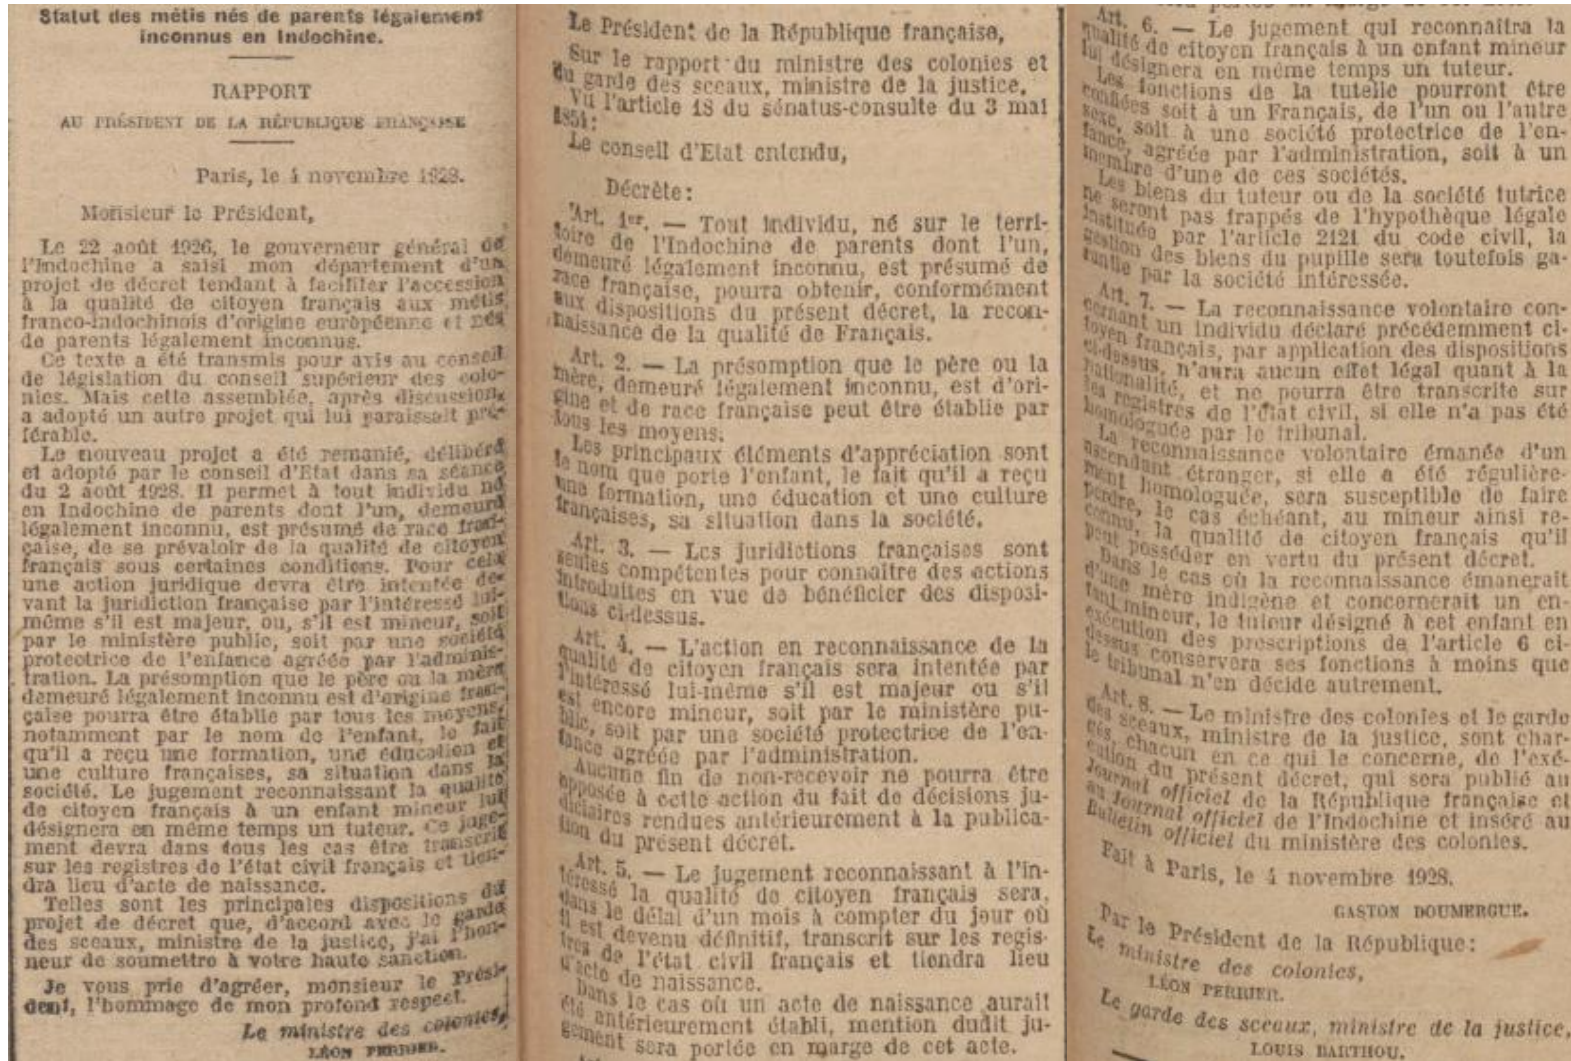 Statut des métis nés de parents légalement
inconnus en Indochine.
RAPPORT
AU PRÉSIDENT DE LA RÉPUBLIQUE FRANÇAISE
Paris, le 4 novembre 1928.
Monsieur le Président,
Le 22 août 1926, le gouverneur général de
l'Indochine a saisi mon département d'un
projet de décret tendant à faciliter l'accession
à la qualité de citoyen français aux métis
franco-indochinois d'origine européenne et nés
de parents légalement inconnus.
Ce texte a été transmis pour avis au conseil
de législation du conseil supérieur des colo-
nies. Mais cette assemblée, après discussion,
a adopté un autre projet qui lui paraissait pré-
férable.
Le nouveau projet a été remanié, délibéré
et adopté par le conseil d'Etat dans sa séance
du 2 août 1928. Il permet à tout individu né
en Indochine de parents dont l'un, demeuré
légalement inconnu, est présumé de race fran-
çaise, de se prévaloir de la qualité de citoyen
français sous certaines conditions. Pour cela
une action juridique devra être intentée de-
vant la juridiction française par l'intéressé lui-
même s'il est majeur, ou, s'il est mineur, soit
par le ministère public, soit par une société
protectrice de l'enfance agréée par l'adminis-
tration. La présomption que le père ou la mère
demeuré légalement inconnu est d'origine fran-
çaise pourra être établie par tous les moyens,
notamment par le nom de l'enfant, le fait
qu'il a reçu une formation, une éducation et
une culture françaises, sa situation dans la
société. Le jugement reconnaissant la qualité
de citoyen français à un enfant mineur lui
désignera en même temps un tuteur. Ce juge-
ment devra dans tous les cas être transcrit
sur les registres de l'état civil français et tien-
dra lieu d'acte de naissance.
Telles sont les principales dispositions du
projet de décret que, d'accord avec le garde
des sceaux, ministre de la justice, j'ai l'hon-
neur de soumettre à votre haute sanction.
Je vous prie d'agréer, monsieur le Prési-
dent, l'hommage de mon profond respect.
Le ministre des colonies,
LÉON PERRIER.
Le Président de la République française,
Sur le rapport du ministre des colonies et
du garde des sceaux, ministre de la justice,
Vu l'article 18 du sénatus-consulte du 3 mai
1854;
Le conseil d'Etat entendu,
Décrète:
Art. 1er. — Tout individu, né sur le terri-
toire de l'Indochine de parents dont l'un,
demeuré légalement inconnu, est présumé de
race française, pourra obtenir, conformément
aux dispositions du présent décret, la recon-
naissance de la qualité de Français.
Art. 2. — La présomption que le père ou la
mère, demeuré légalement inconnu, est d'ori-
gine et de race française peut être établie par
tous les moyens.
Les principaux éléments d'appréciation sont
le nom que porte l'enfant, le fait qu'il a reçu
une formation, une éducation et une culture
françaises, sa situation dans la société.
Art. 3. — Les juridictions françaises sont
seules compétentes pour connaître des actions
introduites en vue de bénéficier des disposi-
tions ci-dessus.
Art. 4. — L'action en reconnaissance de la
qualité de citoyen français sera intentée par
l'intéressé lui-même s'il est majeur ou s'il
est encore mineur, soit par le ministère pu-
blic, soit par une société protectrice de l'en-
fance agréée par l'administration.
Aucune fin de non-recevoir ne pourra être
opposée à cette action du fait de décisions ju-
diciaires rendues antérieurement à la publica-
tion du présent décret.
Art. 5. — Le jugement reconnaissant à l'in-
téressé la qualité de citoyen français sera,
dans le délai d'un mois à compter du jour où
il est devenu définitif, transcrit sur les regis-
tres de l'état civil français et tiendra lieu
d'acte de naissance.
Dans le cas où un acte de naissance aurait
été antérieurement établi, mention dudit ju-
gement sera portée en marge de cet acte.
Art. 6. — Le jugement qui reconnaîtra la
qualité de citoyen français à un enfant mineur
lui désignera en même temps un tuteur.
Les fonctions de la tutelle pourront être
confiées soit à un Français, de l'un ou l'autre
sexe, soit à une société protectrice de l'en-
fance, agréée par l'administration, soit à un
membre d'une de ces sociétés.
Les biens du tuteur ou de la société tutrice
ne seront pas frappés de l'hypothèque légale
instituée par l'article 2121 du code civil, la
gestion des biens du pupille sera toutefois ga-
rantie par la société intéressée.
Art. 7. — La reconnaissance volontaire con-
cernant un individu déclaré précédemment ci-
toyen français, par application des dispositions
ci-dessus, n'aura aucun effet légal quant à la
nationalité, et ne pourra être transcrite sur
les registres de l'état civil, si elle n'a pas été
homologuée par le tribunal.
La reconnaissance volontaire émanée d'un
ascendant étranger, si elle a été régulière-
ment homologuée, sera susceptible de faire
perdre, le cas échéant, au mineur ainsi re-
connu, la qualité de citoyen français qu'il
peut posséder en vertu du présent décret.
Dans le cas où la reconnaissance émanerait
d'une mère indigène et concernerait un en-
fant mineur, le tuteur désigné à cet enfant en
exécution des prescriptions de l'article 6 ci-
dessus conservera ses fonctions à moins que
le tribunal n'en décide autrement.
Art. 8. — Le ministre des colonies et le garde
des sceaux, ministre de la justice, sont char-
gés, chacun en ce qui le concerne, de l'exé-
cution du présent décret, qui sera publié au
Journal officiel de la République française et
au Journal officiel de l'Indochine et inséré au
Bulletin officiel du ministère des colonies.
Fait à Paris, le 4 novembre 1928.
GASTON DOUMERGUE.
Par le Président de la République:
Le ministre des colonies,
LÉON PERRIER.
Le garde des sceaux, ministre de la justice,
LOUIS BARTHOU.